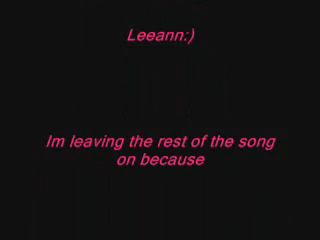 Leeann:)
Im leaving the rest of the song
on because